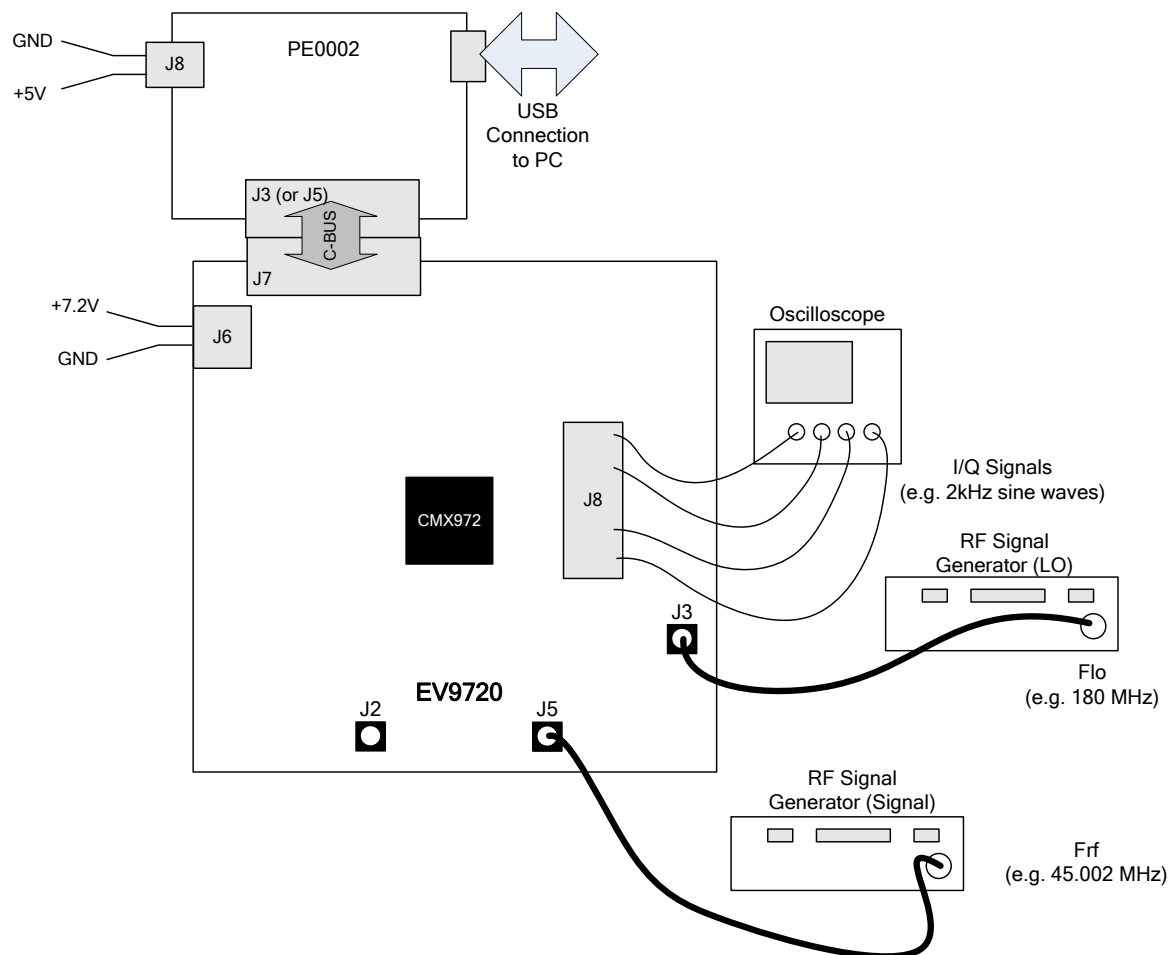 GND
+5V
J8
PE0002
USB
Connection
to PC
J3 (or J5)
C-BUS
J7
+7.2V
GND
J6
Oscilloscope
CMX972
J8
I/Q Signals
(e.g. 2kHz sine waves)
RF Signal
Generator (LO)
J3
Flo
(e.g. 180 MHz)
EV9720
J2
J5
RF Signal
Generator (Signal)
Frf
(e.g. 45.002 MHz)